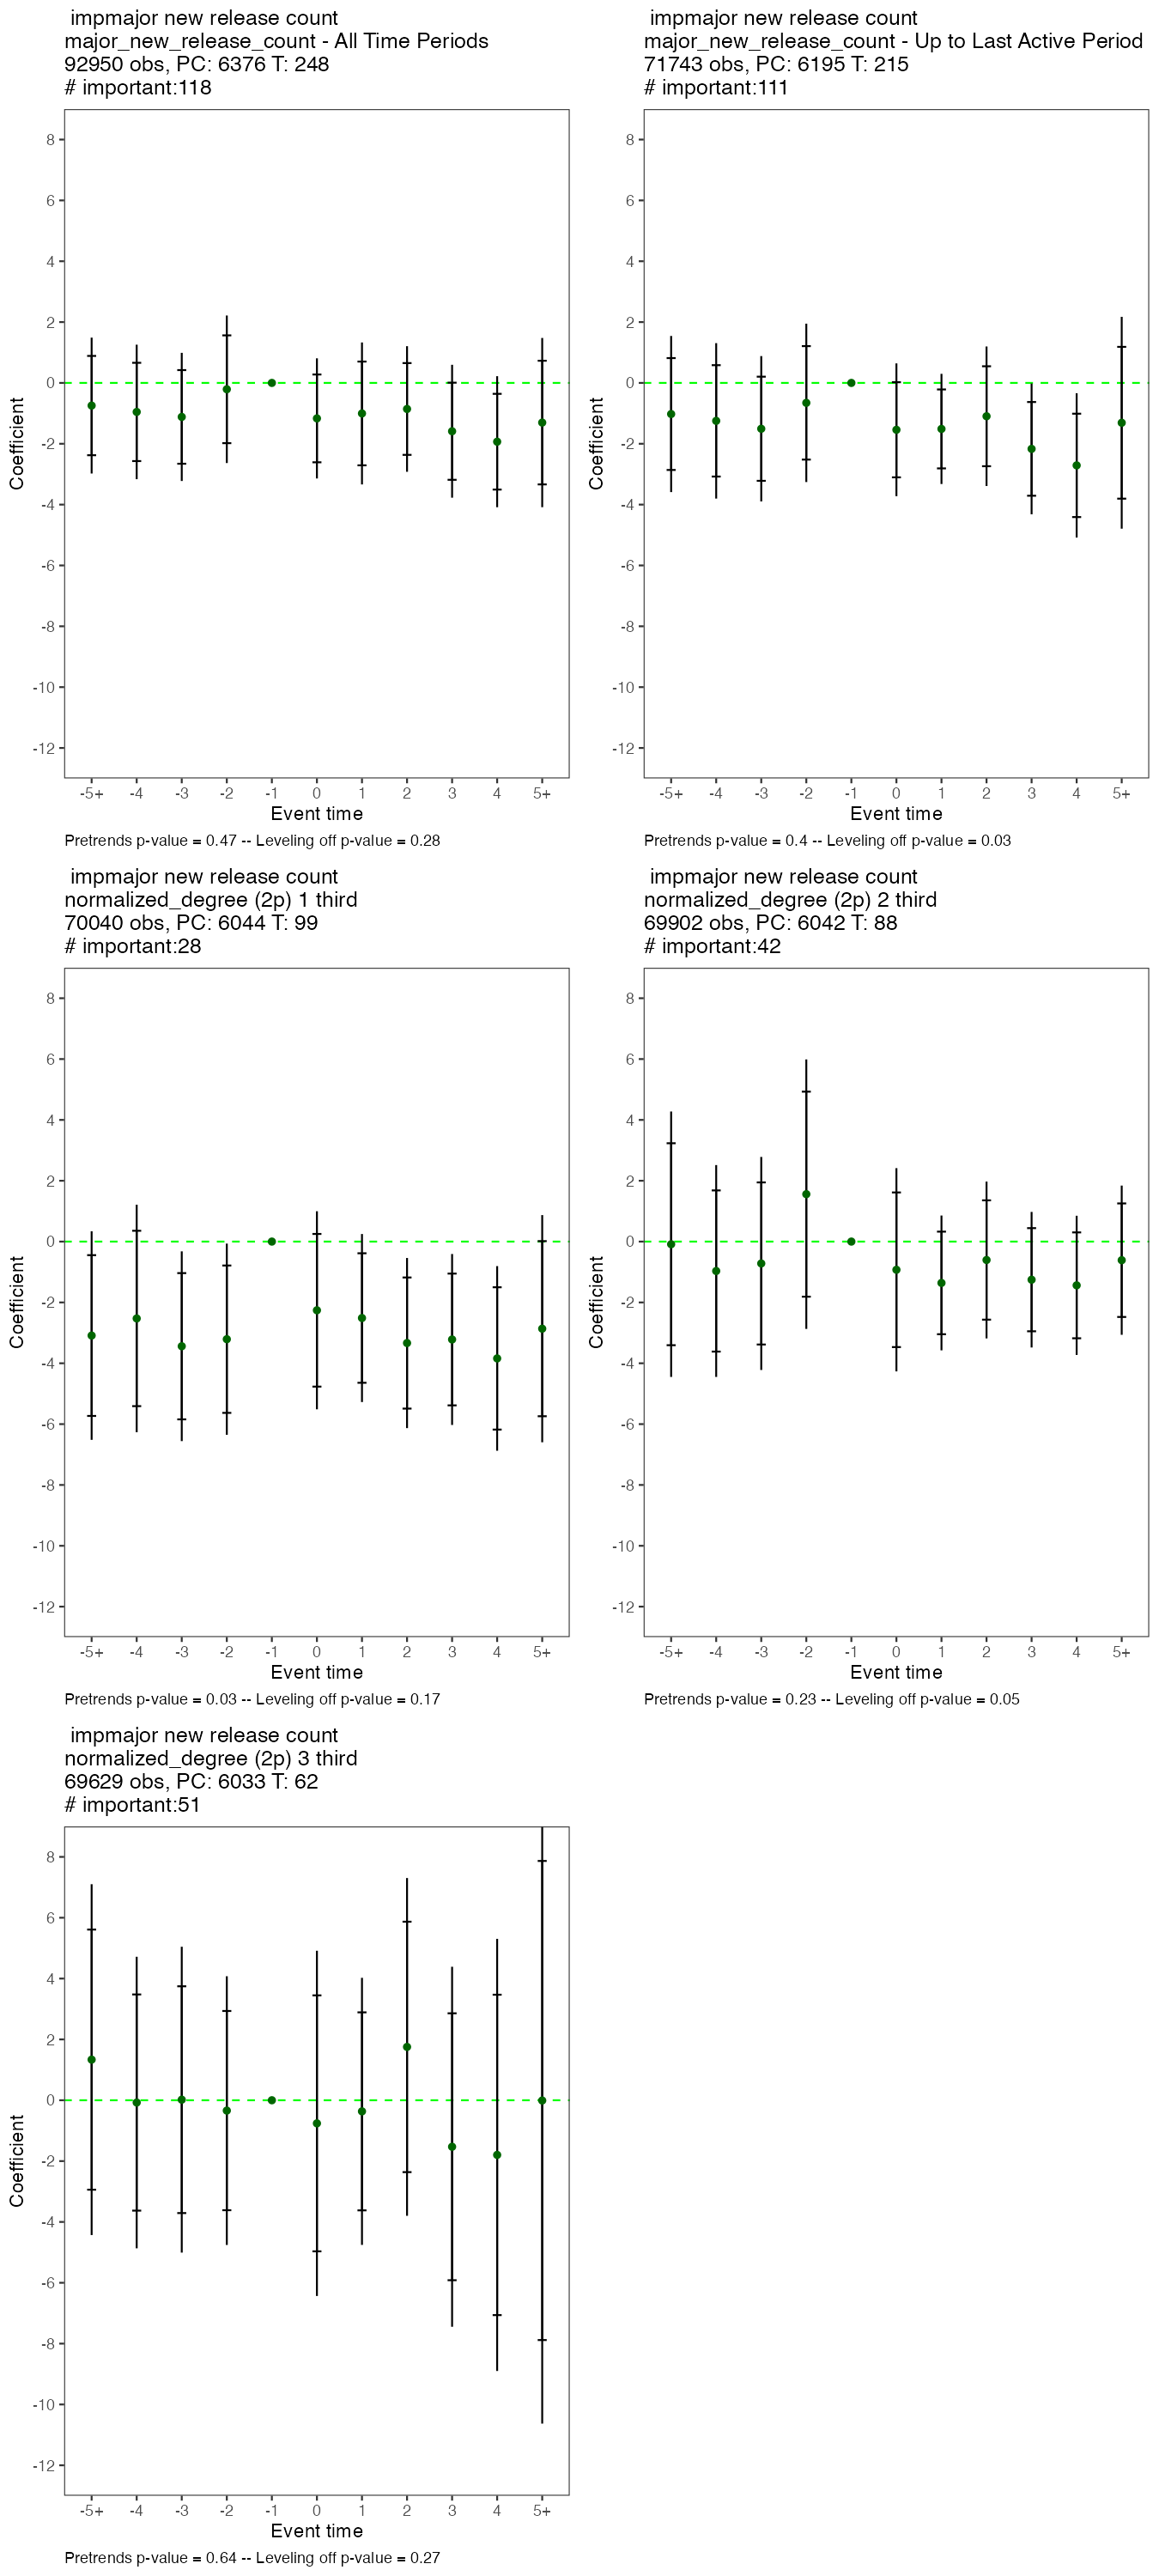 impmajor new release count
major_new_release_count - All Time Periods
92950 obs, PC: 6376 T: 248
# important:118
8
6
4
2
0
-2
-4
-6
-8
-10
-12
Coefficient
-5+ -4 -3 -2 -1 0 1 2 3 4 5+
Event time
Pretrends p-value = 0.47 -- Leveling off p-value = 0.28
impmajor new release count
major_new_release_count - Up to Last Active Period
71743 obs, PC: 6195 T: 215
# important:111
8
6
4
2
0
-2
-4
-6
-8
-10
-12
Coefficient
-5+ -4 -3 -2 -1 0 1 2 3 4 5+
Event time
Pretrends p-value = 0.4 -- Leveling off p-value = 0.03
impmajor new release count
normalized_degree (2p) 1 third
70040 obs, PC: 6044 T: 99
# important:28
8
6
4
2
0
-2
-4
-6
-8
-10
-12
Coefficient
-5+ -4 -3 -2 -1 0 1 2 3 4 5+
Event time
Pretrends p-value = 0.03 -- Leveling off p-value = 0.17
impmajor new release count
normalized_degree (2p) 2 third
69902 obs, PC: 6042 T: 88
# important:42
8
6
4
2
0
-2
-4
-6
-8
-10
-12
Coefficient
-5+ -4 -3 -2 -1 0 1 2 3 4 5+
Event time
Pretrends p-value = 0.23 -- Leveling off p-value = 0.05
impmajor new release count
normalized_degree (2p) 3 third
69629 obs, PC: 6033 T: 62
# important:51
8
6
4
2
0
-2
-4
-6
-8
-10
-12
Coefficient
-5+ -4 -3 -2 -1 0 1 2 3 4 5+
Event time
Pretrends p-value = 0.64 -- Leveling off p-value = 0.27